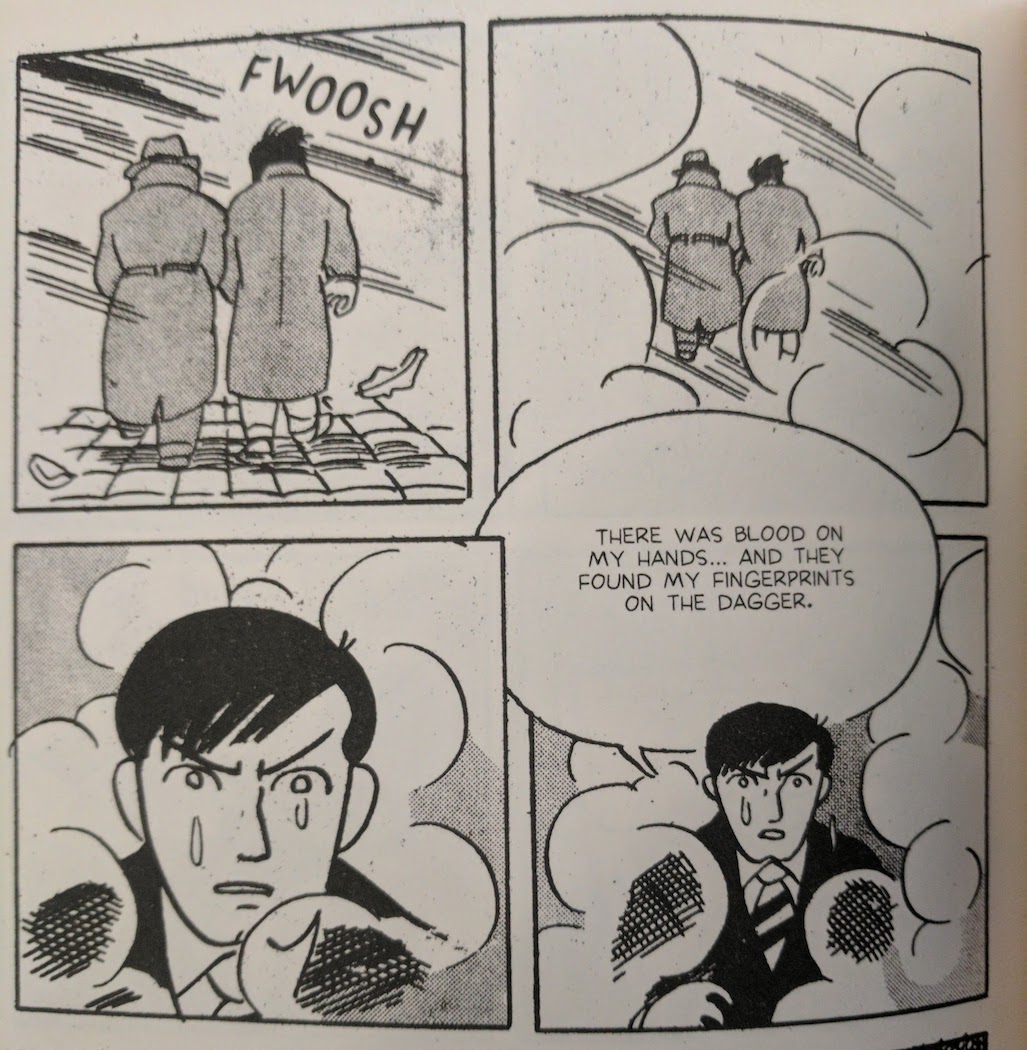 FWOOSH
THERE WAS BLOOD ON
MY HANDS... AND THEY
FOUND MY FINGERPRINTS
ON THE DAGGER.